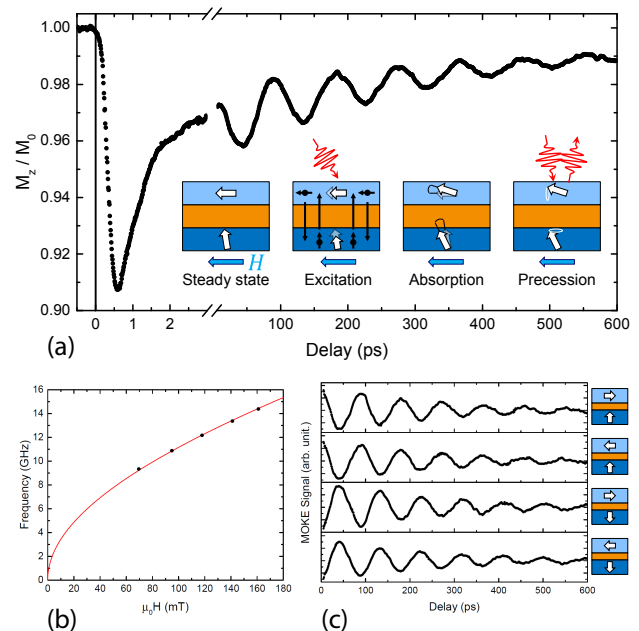 1.00
0.98
0.96
0.94
0.92
0.90
M_z / M_0
0 1 2 100 200 300 400 500 600
Delay (ps)
H
Steady state Excitation Absorption Precession
(a)
16
14
12
10
8
6
4
2
0
Frequency (GHz)
0 20 40 60 80 100 120 140 160 180
μ₀H (mT)
(b)
MOKE Signal (arb. unit.)
0 100 200 300 400 500 600
Delay (ps)
(c)